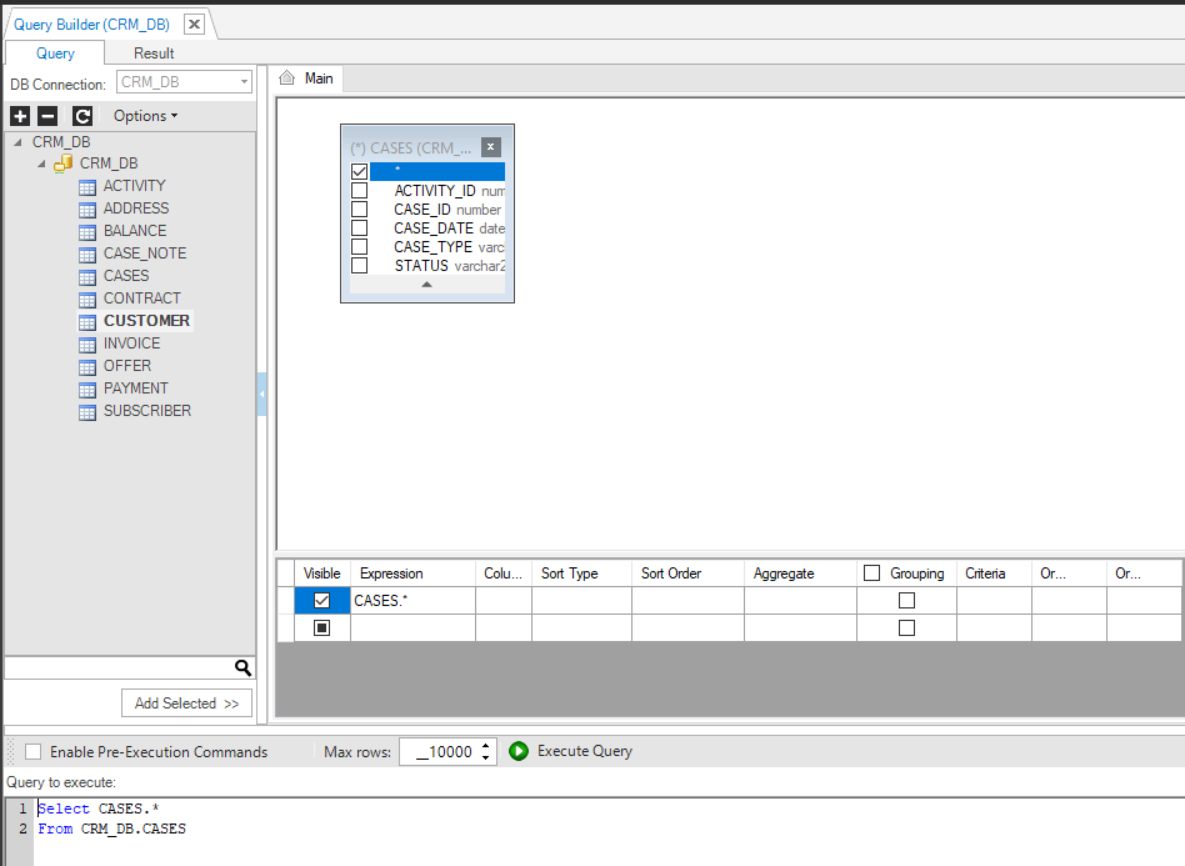 Query Builder (CRM_DB) x
Query Result
DB Connection: CRM_DB
Options
CRM_DB
CRM_DB
ACTIVITY
ADDRESS
BALANCE
CASE_NOTE
CASES
CONTRACT
CUSTOMER
INVOICE
OFFER
PAYMENT
SUBSCRIBER
Add Selected >>
Main
(*) CASES (CRM_... x
*
ACTIVITY_ID num
CASE_ID number
CASE_DATE date
CASE_TYPE varc
STATUS varchar2
Visible Expression Colu... Sort Type Sort Order Aggregate Grouping Criteria Or... Or...
CASES.*
Enable Pre-Execution Commands Max rows: __10000 Execute Query
Query to execute:
1 Select CASES.*
2 From CRM_DB.CASES